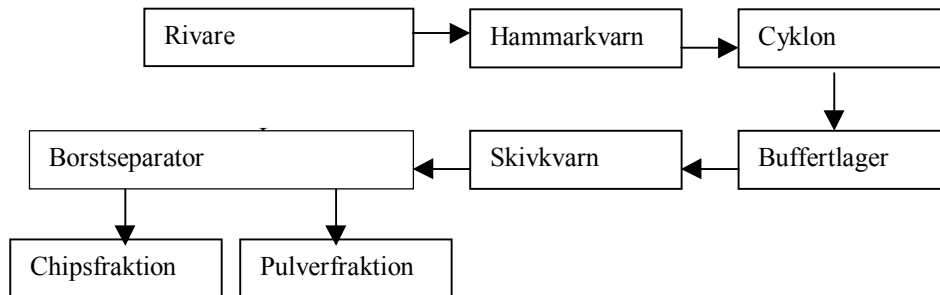 Rivare
Hammarkvarn
Cyklon
Buffertlager
Skivkvarn
Borstseparator
Chipsfraktion
Pulverfraktion